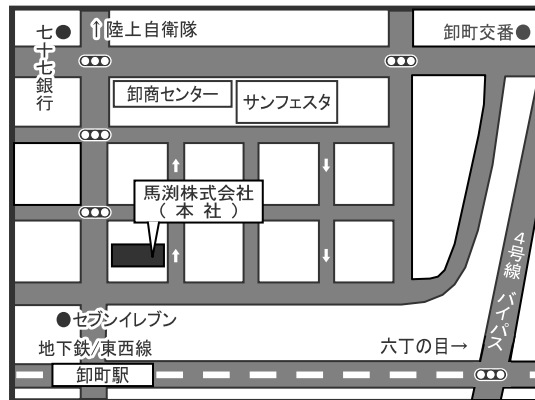 七十七銀行
↑陸上自衛隊
卸町交番
卸商センター
サンフェスタ
馬渕株式会社
(本社)
4号線 バイパス
セブンイレブン
地下鉄/東西線
六丁の目→
卸町駅